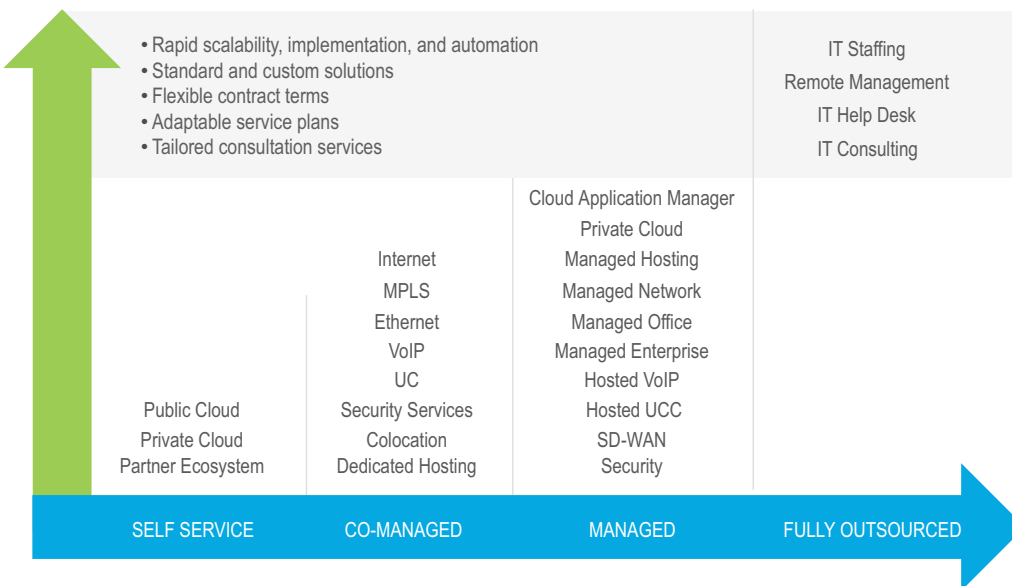 • Rapid scalability, implementation, and automation
• Standard and custom solutions
• Flexible contract terms
• Adaptable service plans
• Tailored consultation services
IT Staffing
Remote Management
IT Help Desk
IT Consulting
Public Cloud
Private Cloud
Partner Ecosystem
Internet
MPLS
Ethernet
VoIP
UC
Security Services
Colocation
Dedicated Hosting
Cloud Application Manager
Private Cloud
Managed Hosting
Managed Network
Managed Office
Managed Enterprise
Hosted VoIP
Hosted UCC
SD-WAN
Security
SELF SERVICE
CO-MANAGED
MANAGED
FULLY OUTSOURCED